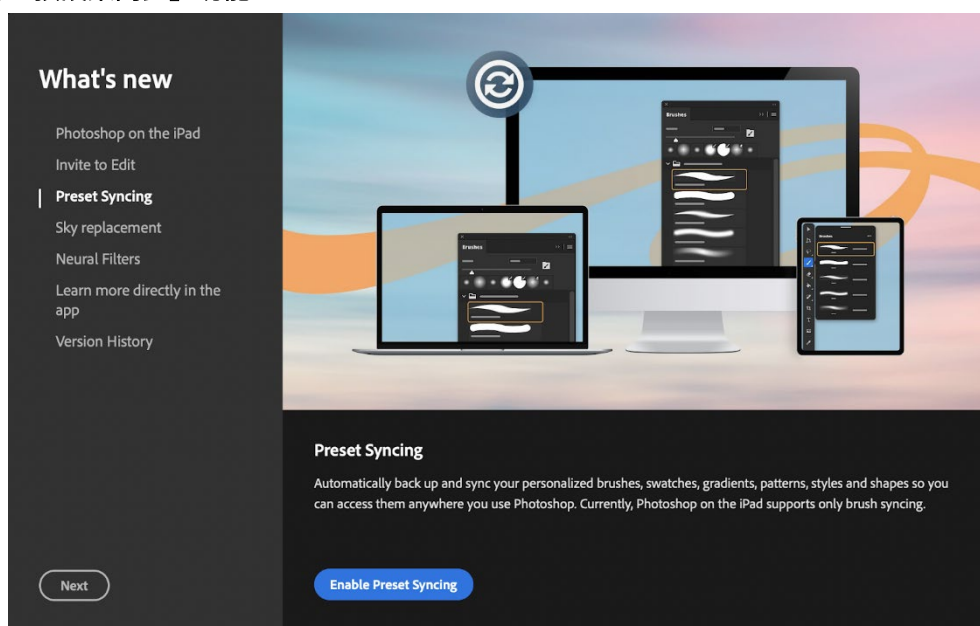 What's new
Photoshop on the iPad
Invite to Edit
Preset Syncing
Sky replacement
Neural Filters
Learn more directly in the
app
Version History
Next
Brushes
Brushes
Brushes
Preset Syncing
Automatically back up and sync your personalized brushes, swatches, gradients, patterns, styles and shapes so you
can access them anywhere you use Photoshop. Currently, Photoshop on the iPad supports only brush syncing.
Enable Preset Syncing